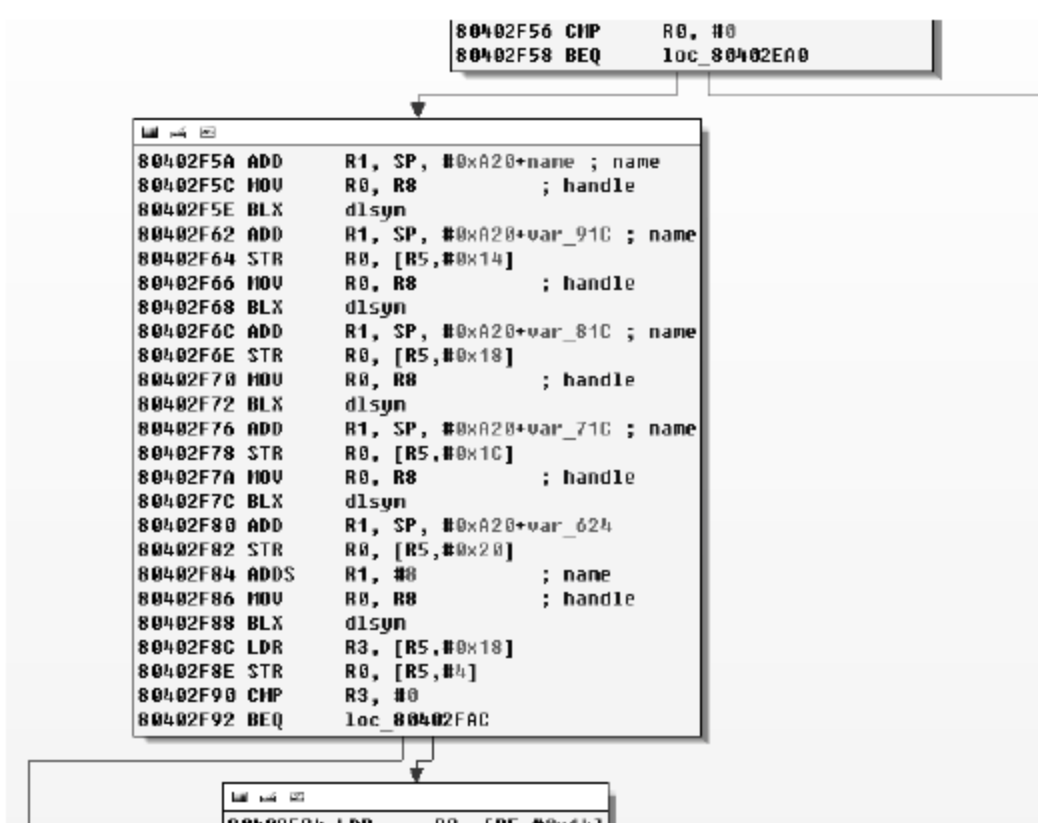 80402F56 CMP R0, #0
80402F58 BEQ loc_80402EA0
80402F5A ADD R1, SP, #0xA20+name ; name
80402F5C MOV R0, R8 ; handle
80402F5E BLX dlsym
80402F62 ADD R1, SP, #0xA20+var_91C ; name
80402F64 STR R0, [R5,#0x14]
80402F66 MOV R0, R8 ; handle
80402F68 BLX dlsym
80402F6C ADD R1, SP, #0xA20+var_81C ; name
80402F6E STR R0, [R5,#0x18]
80402F70 MOV R0, R8 ; handle
80402F72 BLX dlsym
80402F76 ADD R1, SP, #0xA20+var_71C ; name
80402F78 STR R0, [R5,#0x1C]
80402F7A MOV R0, R8 ; handle
80402F7C BLX dlsym
80402F80 ADD R1, SP, #0xA20+var_624
80402F82 STR R0, [R5,#0x20]
80402F84 ADDS R1, #8 ; name
80402F86 MOV R0, R8 ; handle
80402F88 BLX dlsym
80402F8C LDR R3, [R5,#0x18]
80402F8E STR R0, [R5,#4]
80402F90 CMP R3, #0
80402F92 BEQ loc_80402FAC